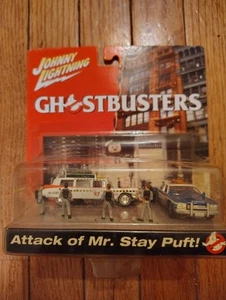 JOHNNY
LIGHTNING
GHOSTBUSTERS
Attack of Mr. Stay Puft!